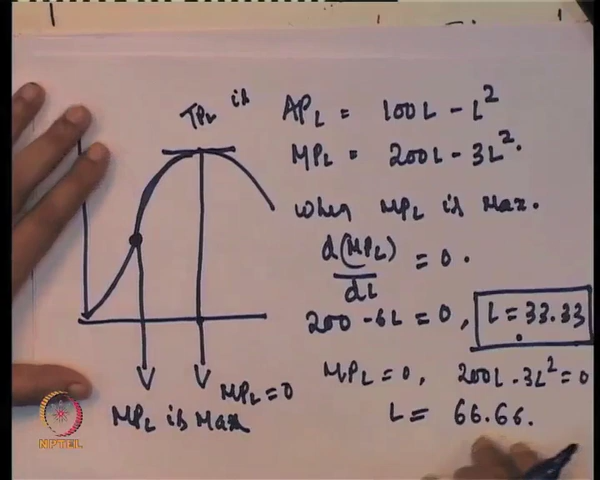 TPL is
APL = 100L - L²
MPL = 200L - 3L².
when MPL is Max.
d(MPL)
dL
= 0.
200 - 6L = 0, L = 33.33
MPL = 0, 200L - 3L² = 0
L = 66.66.
MPL = 0
MPL is Max
NPTEL